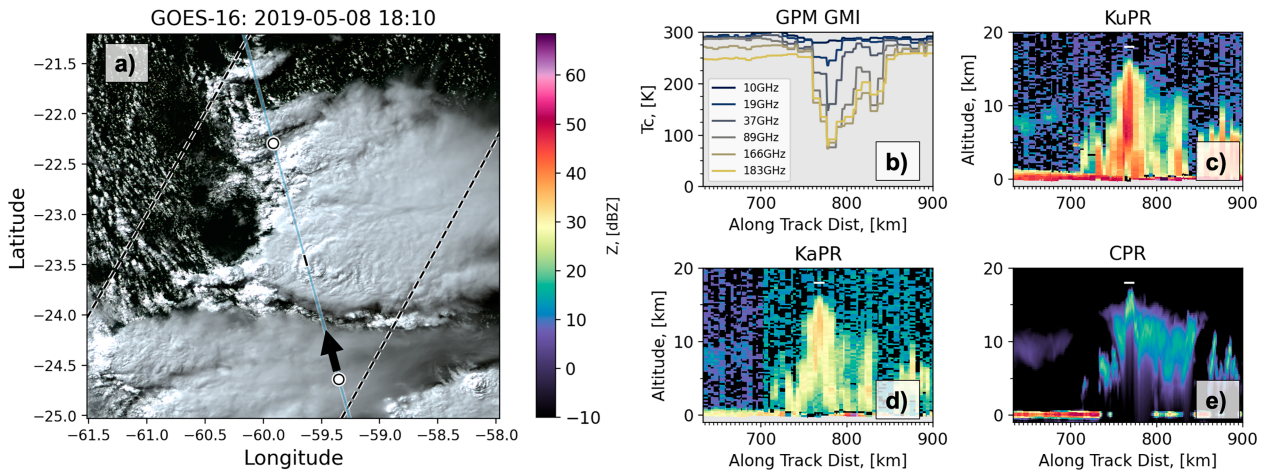 GOES-16: 2019-05-08 18:10
a)
Latitude
−21.5
−22.0
−22.5
−23.0
−23.5
−24.0
−24.5
−25.0
−61.5 −61.0 −60.5 −60.0 −59.5 −59.0 −58.5 −58.0
Longitude
60
50
40
30
20
10
0
−10
Z, [dBZ]
GPM GMI
300
200
100
0
Tc, [K]
10GHz
19GHz
37GHz
89GHz
166GHz
183GHz
b)
700 800 900
Along Track Dist, [km]
KuPR
20
10
0
Altitude, [km]
c)
700 800 900
Along Track Dist, [km]
KaPR
20
10
0
Altitude, [km]
d)
700 800 900
Along Track Dist, [km]
CPR
20
10
0
Altitude, [km]
e)
700 800 900
Along Track Dist, [km]